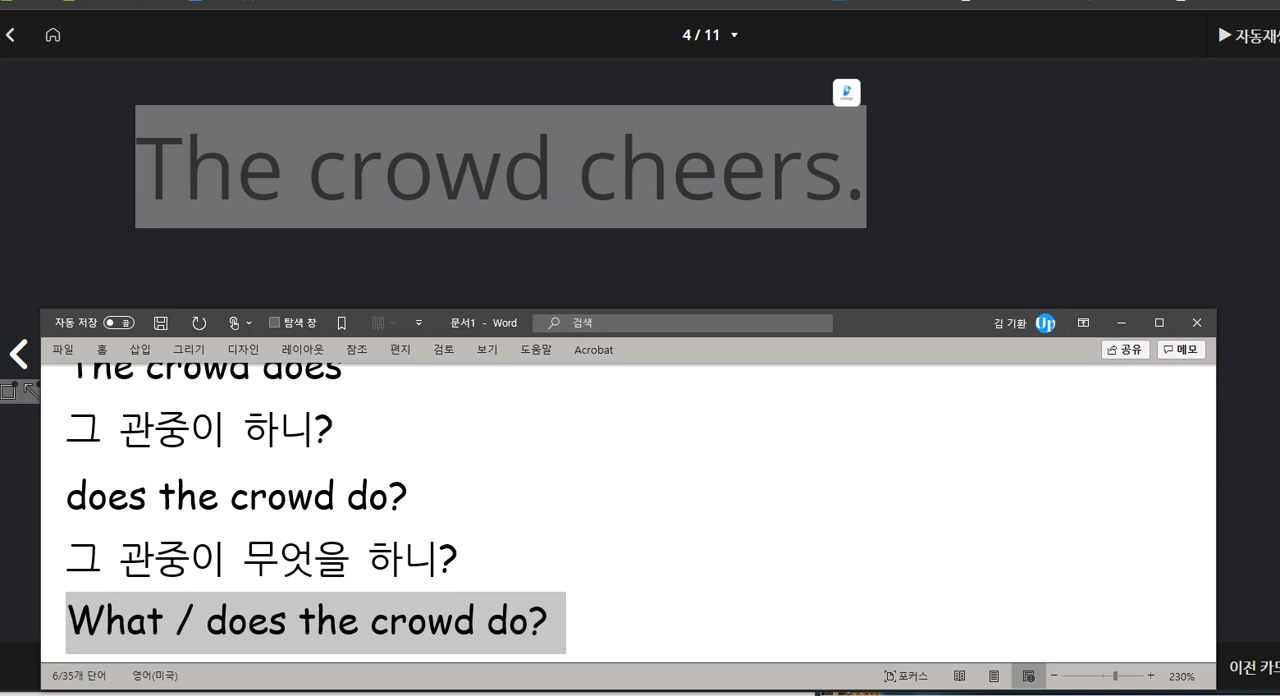 4 / 11
▶ 자동재생
The crowd cheers.
자동 저장 끔 탐색 창 문서1 - Word 검색 김 기환 Up
파일 홈 삽입 그리기 디자인 레이아웃 참조 편지 검토 보기 도움말 Acrobat 공유 메모
The crowd does
그 관중이 하니?
does the crowd do?
그 관중이 무엇을 하니?
What / does the crowd do?
이전 카드
6/35개 단어 영어(미국) 포커스 230%